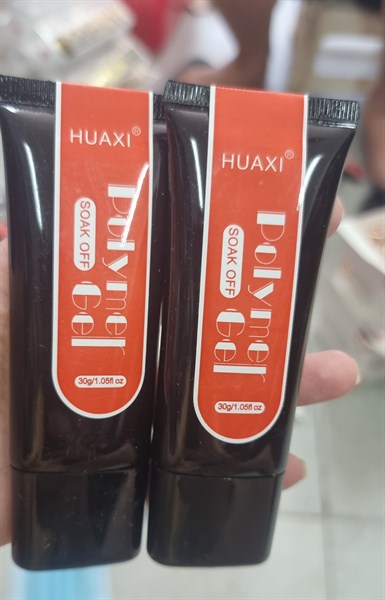 HUAXI®
Polymer
Gel
SOAK OFF
30g/1.05fl oz
HUAXI®
Polymer
Gel
SOAK OFF
30g/1.05fl oz